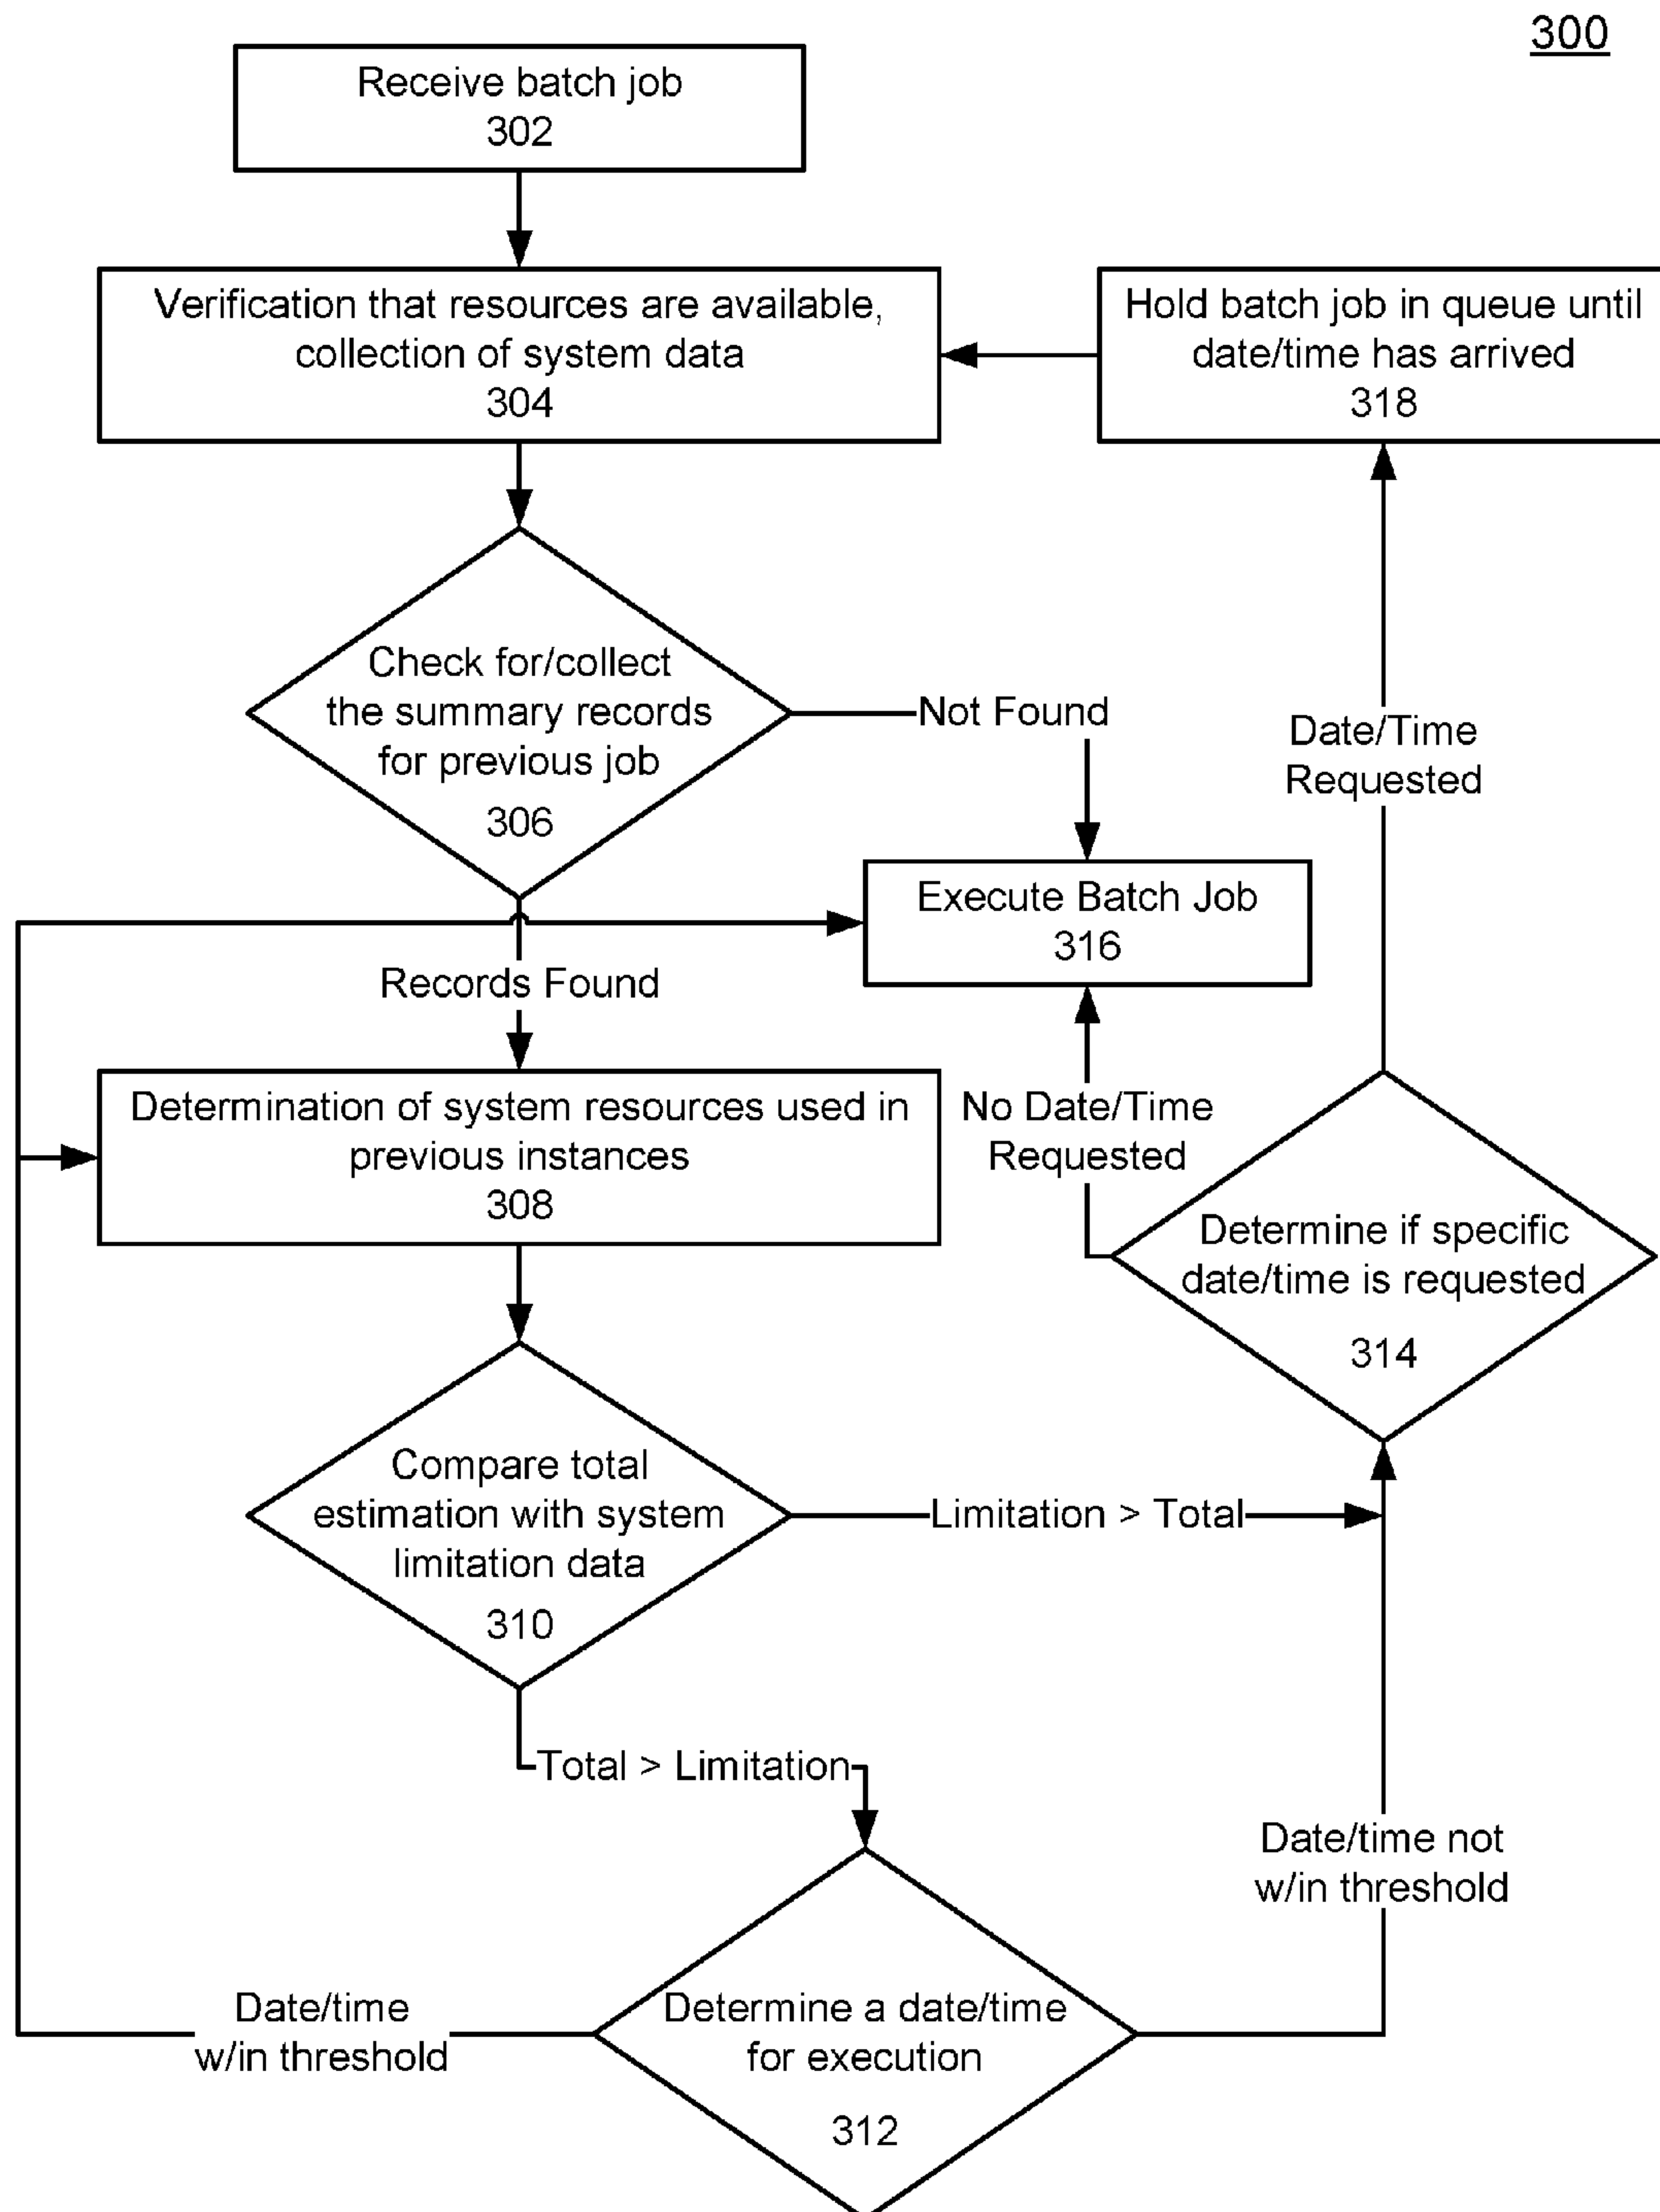 300
Receive batch job
302
Verification that resources are available,
collection of system data
304
Hold batch job in queue until
date/time has arrived
318
Check for/collect
the summary records
for previous job
306
Not Found
Date/Time
Requested
Execute Batch Job
316
Records Found
Determination of system resources used in
previous instances
308
No Date/Time
Requested
Determine if specific
date/time is requested
314
Compare total
estimation with system
limitation data
310
Limitation > Total
Total > Limitation
Date/time not
w/in threshold
Date/time
w/in threshold
Determine a date/time
for execution
312